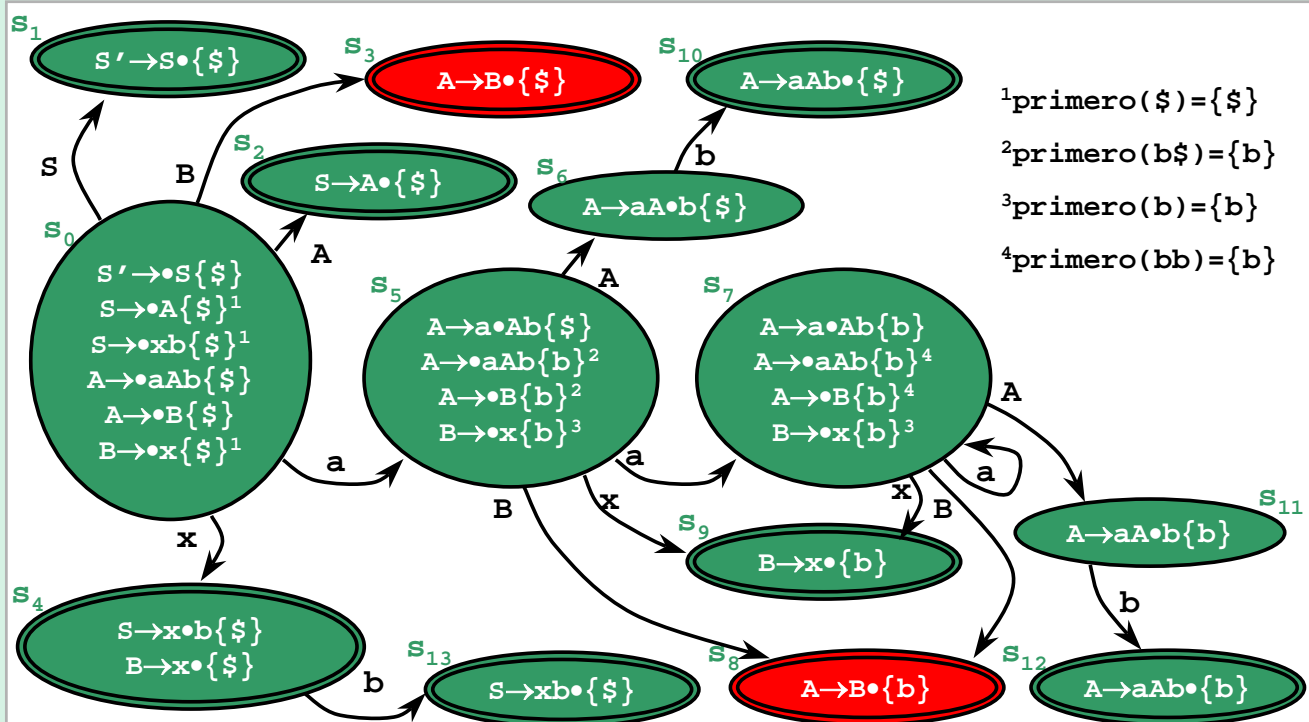 s₁
S'→S•{$}
s₃
A→B•{$}
s₁₀
A→aAb•{$}
¹primero($)={$}
²primero(b$)={b}
³primero(b)={b}
⁴primero(bb)={b}
S
B
s₂
S→A•{$}
A
s₆
A→aA•b{$}
b
s₀
S'→•S{$}
S→•A{$}¹
S→•xb{$}¹
A→•aAb{$}
A→•B{$}
B→•x{$}¹
a
x
s₅
A→a•Ab{$}
A→•aAb{b}²
A→•B{b}²
B→•x{b}³
A
a
x
B
s₇
A→a•Ab{b}
A→•aAb{b}⁴
A→•B{b}⁴
B→•x{b}³
A
a
x
B
s₉
B→x•{b}
s₁₁
A→aA•b{b}
b
s₄
S→x•b{$}
B→x•{$}
b
s₁₃
S→xb•{$}
s₈
A→B•{b}
s₁₂
A→aAb•{b}